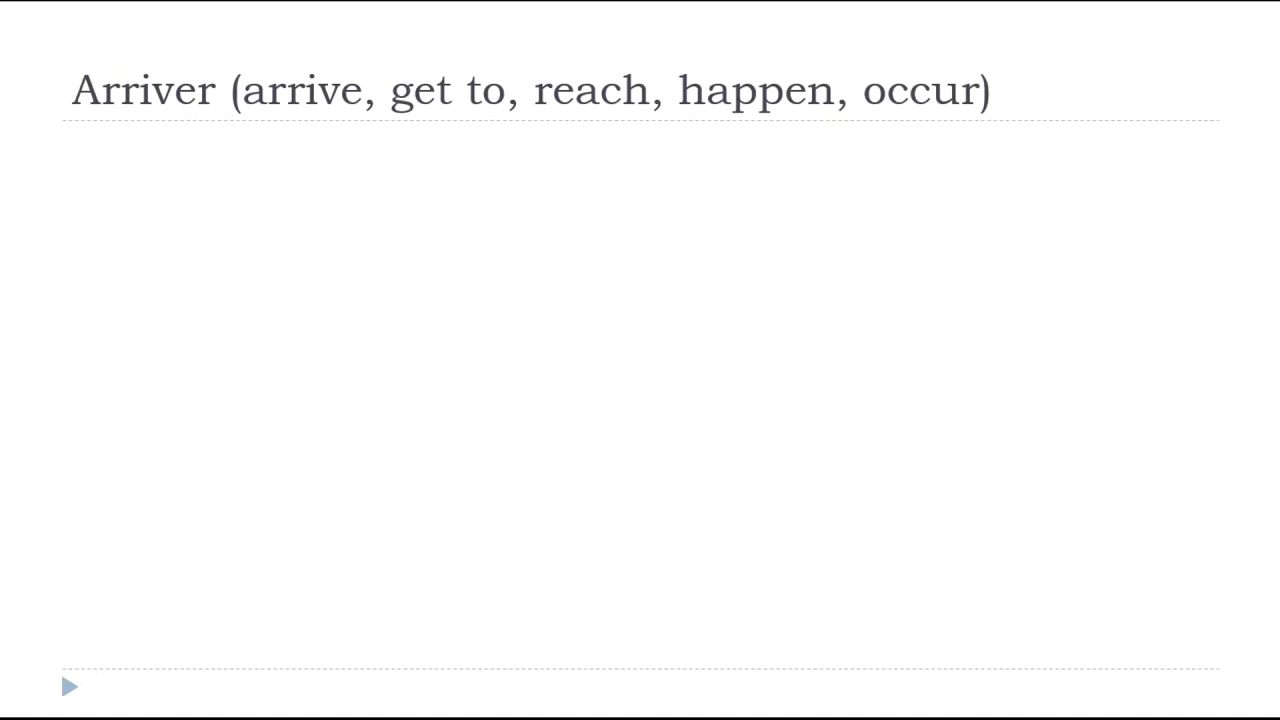 Arriver (arrive, get to, reach, happen, occur)